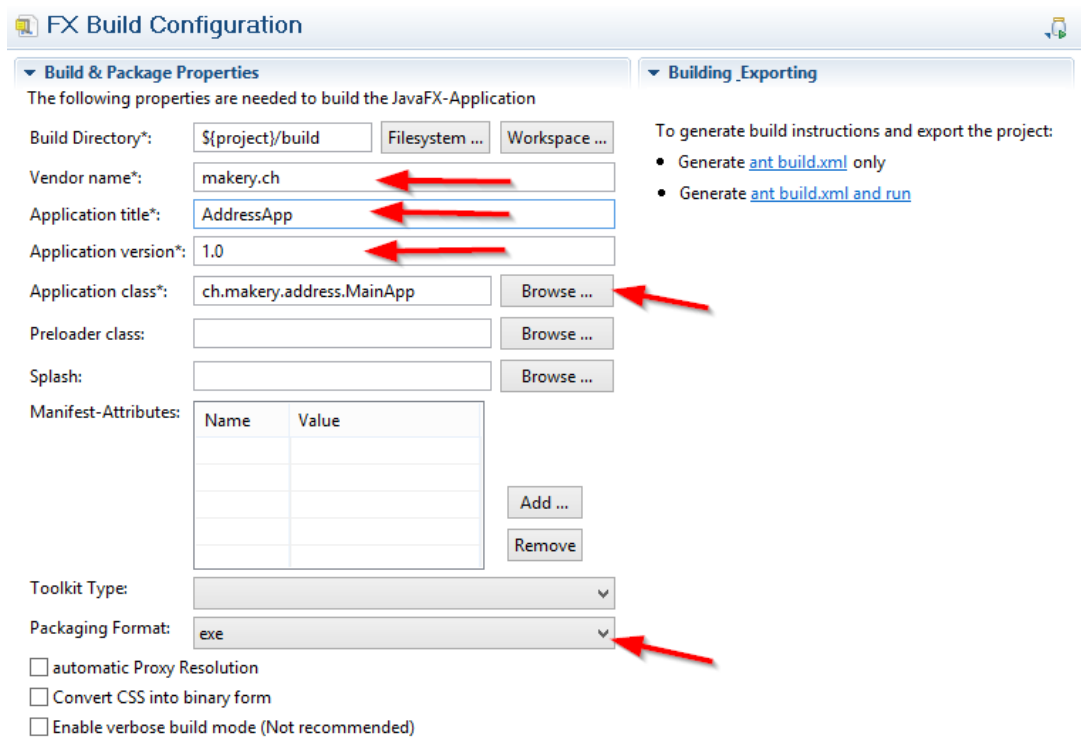 FX Build Configuration
Build & Package Properties
The following properties are needed to build the JavaFX-Application
Build Directory*: ${project}/build Filesystem ... Workspace ...
Vendor name*: makery.ch
Application title*: AddressApp
Application version*: 1.0
Application class*: ch.makery.address.MainApp Browse ...
Preloader class: Browse ...
Splash: Browse ...
Manifest-Attributes: Name Value
Add ...
Remove
Toolkit Type:
Packaging Format: exe
automatic Proxy Resolution
Convert CSS into binary form
Enable verbose build mode (Not recommended)
Building _Exporting
To generate build instructions and export the project:
• Generate ant build.xml only
• Generate ant build.xml and run